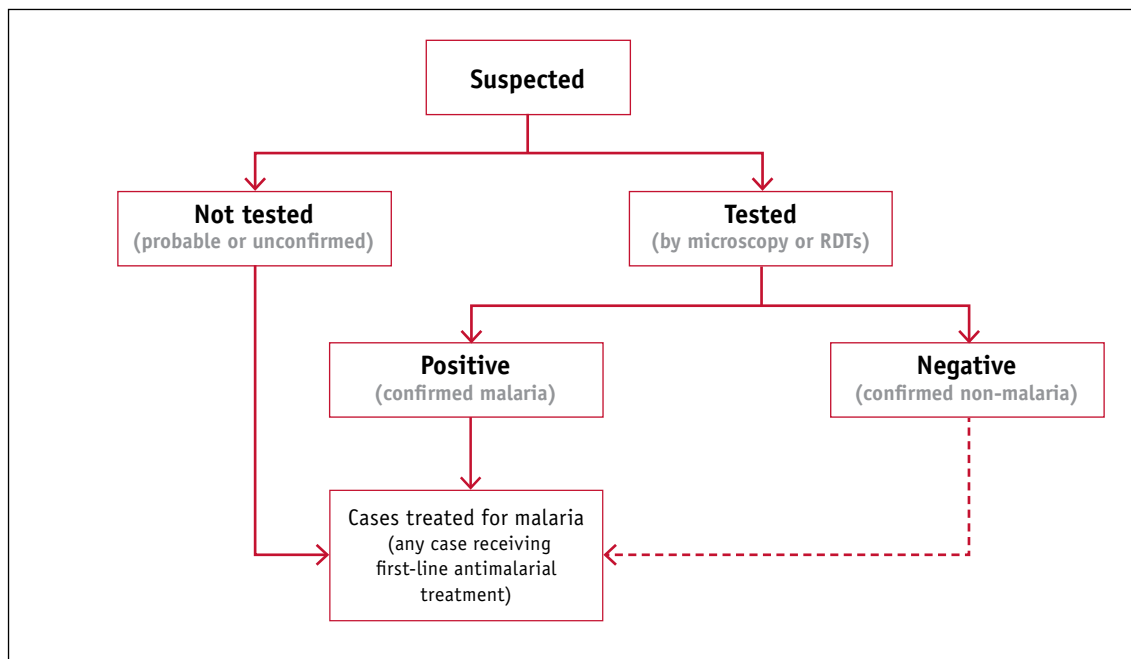 Suspected
Not tested
(probable or unconfirmed)
Tested
(by microscopy or RDTs)
Positive
(confirmed malaria)
Negative
(confirmed non-malaria)
Cases treated for malaria
(any case receiving
first-line antimalarial
treatment)